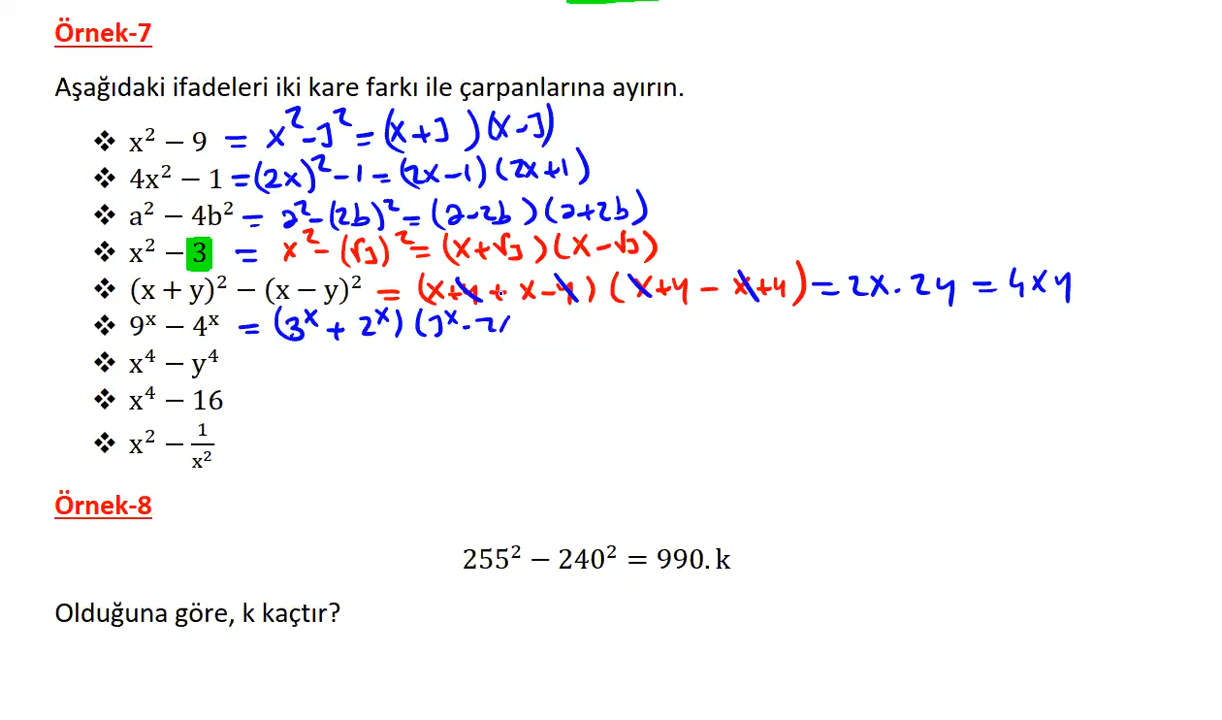 Örnek-7
Aşağıdaki ifadeleri iki kare farkı ile çarpanlarına ayırın.
❖ x² − 9 = x² − 3² = (x+3)(x−3)
❖ 4x² − 1 = (2x)² − 1 = (2x−1)(2x+1)
❖ a² − 4b² = a² − (2b)² = (a−2b)(a+2b)
❖ x² − 3 = x² − (√3)² = (x+√3)(x−√3)
❖ (x + y)² − (x − y)² = (x+y + x−y)(x+y − x+y) = 2x.2y = 4xy
❖ 9ˣ − 4ˣ = (3ˣ + 2ˣ)(3ˣ − 2
❖ x⁴ − y⁴
❖ x⁴ − 16
❖ x² − 1/x²
Örnek-8
255² − 240² = 990. k
Olduğuna göre, k kaçtır?